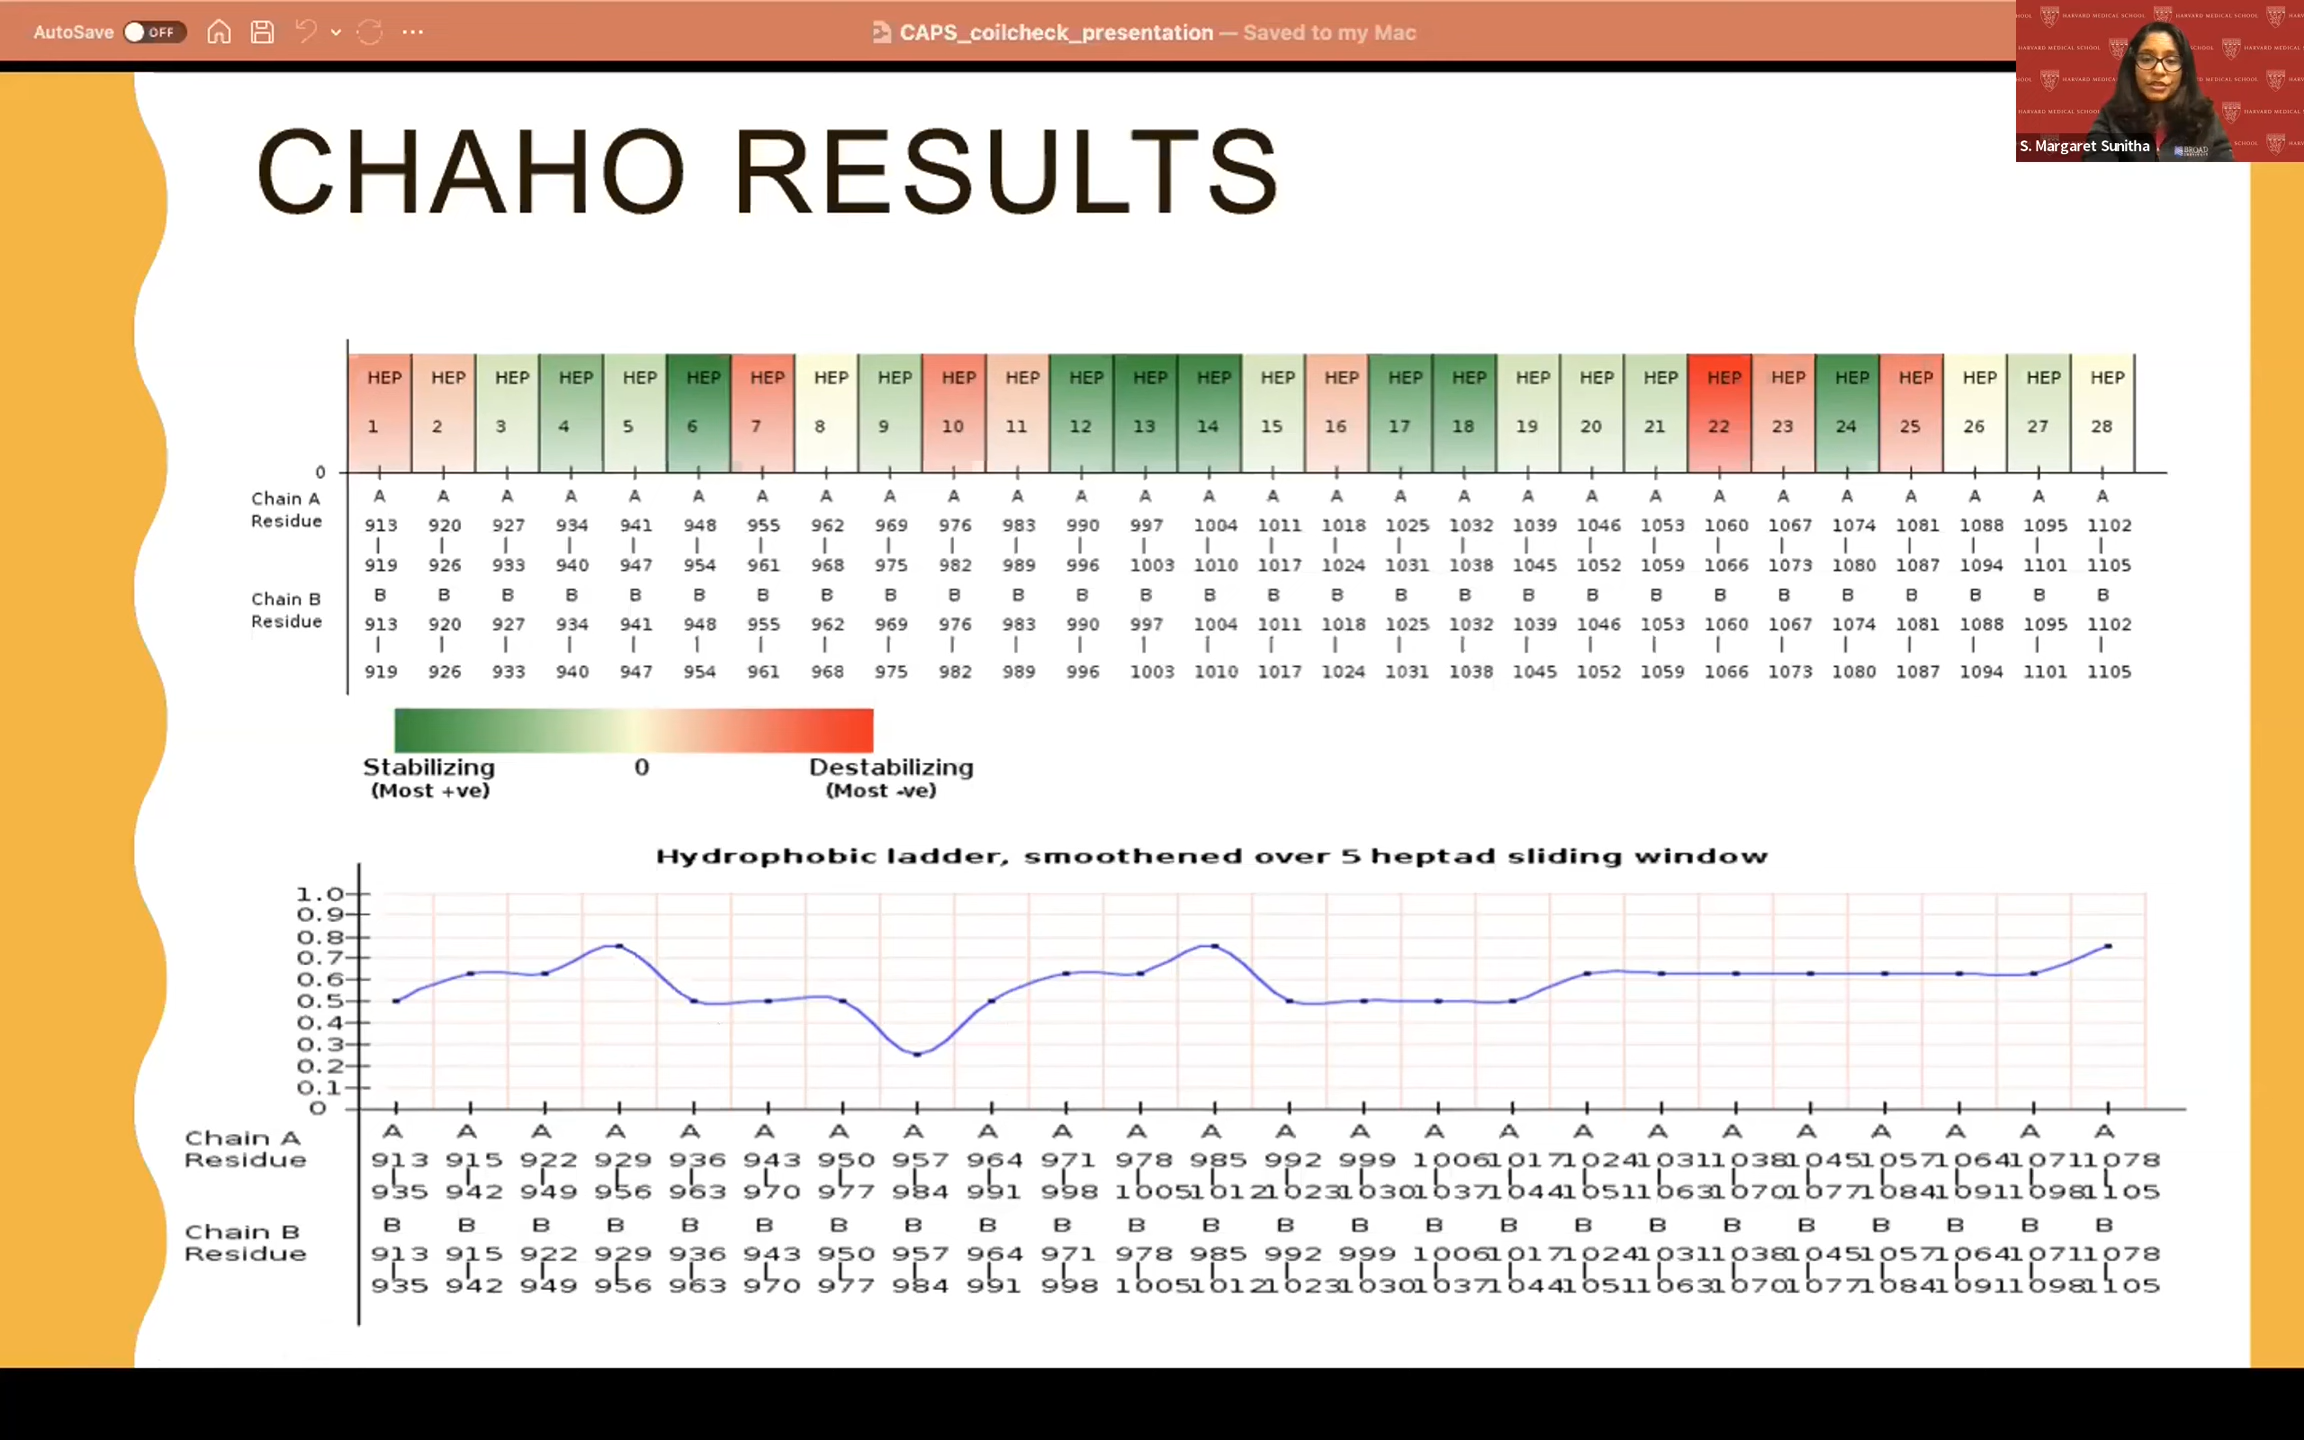 AutoSave OFF
CAPS_coilcheck_presentation — Saved to my Mac
S. Margaret Sunitha
HARVARD MEDICAL SCHOOL
BROAD
CHAHO RESULTS
HEP HEP HEP HEP HEP HEP HEP HEP HEP HEP HEP HEP HEP HEP HEP HEP HEP HEP HEP HEP HEP HEP HEP HEP HEP HEP HEP HEP
1 2 3 4 5 6 7 8 9 10 11 12 13 14 15 16 17 18 19 20 21 22 23 24 25 26 27 28
0
Chain A A A A A A A A A A A A A A A A A A A A A A A A A A A A A
Residue 913 920 927 934 941 948 955 962 969 976 983 990 997 1004 1011 1018 1025 1032 1039 1046 1053 1060 1067 1074 1081 1088 1095 1102
919 926 933 940 947 954 961 968 975 982 989 996 1003 1010 1017 1024 1031 1038 1045 1052 1059 1066 1073 1080 1087 1094 1101 1105
Chain B B B B B B B B B B B B B B B B B B B B B B B B B B B B B
Residue 913 920 927 934 941 948 955 962 969 976 983 990 997 1004 1011 1018 1025 1032 1039 1046 1053 1060 1067 1074 1081 1088 1095 1102
919 926 933 940 947 954 961 968 975 982 989 996 1003 1010 1017 1024 1031 1038 1045 1052 1059 1066 1073 1080 1087 1094 1101 1105
Stabilizing 0 Destabilizing
(Most +ve) (Most -ve)
Hydrophobic ladder, smoothened over 5 heptad sliding window
1.0
0.9
0.8
0.7
0.6
0.5
0.4
0.3
0.2
0.1
0
Chain A A A A A A A A A A A A A A A A A A A A A A A A A
Residue 913 915 922 929 936 943 950 957 964 971 978 985 992 999 1006 1017 1024 1031 1038 1045 1057 1064 1071 1078
935 942 949 956 963 970 977 984 991 998 1005 1012 1023 1030 1037 1044 1051 1063 1070 1077 1084 1091 1098 1105
Chain B B B B B B B B B B B B B B B B B B B B B B B B B
Residue 913 915 922 929 936 943 950 957 964 971 978 985 992 999 1006 1017 1024 1031 1038 1045 1057 1064 1071 1078
935 942 949 956 963 970 977 984 991 998 1005 1012 1023 1030 1037 1044 1051 1063 1070 1077 1084 1091 1098 1105